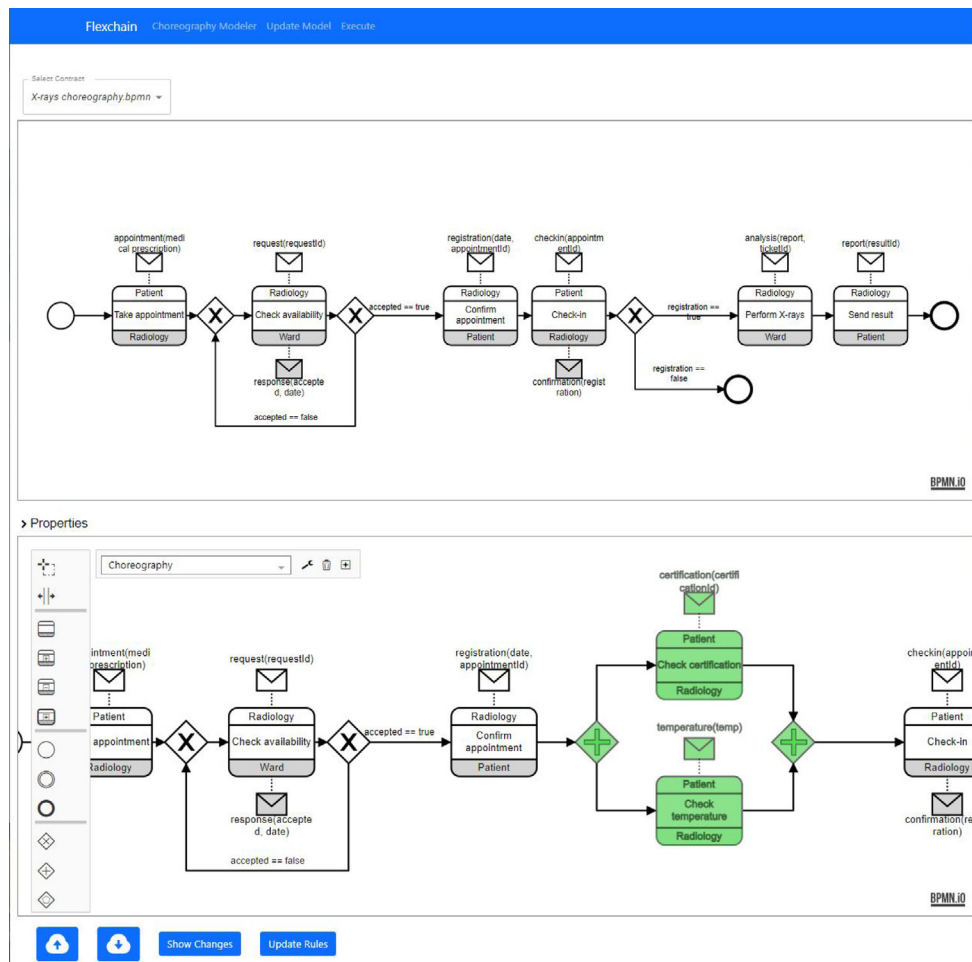 Flexchain Choreography Modeler Update Model Execute
Select Contract
X-rays choreography.bpmn
appointment(medi
cal prescription)
request(requestId)
registration(date,
appointmentId)
checkin(appointm
entId)
analysis(report,
ticketId)
report(resultId)
Patient
Take appointment
Radiology
Radiology
Check availability
Ward
accepted == true
Radiology
Confirm
appointment
Patient
Patient
Check-in
Radiology
registration ==
true
Radiology
Perform X-rays
Ward
Radiology
Send result
Patient
response(accepte
d, date)
accepted == false
confirmation(regist
ration)
registration ==
false
BPMN.iO
Properties
Choreography
certification(certifi
cationId)
intment(medi
prescription)
request(requestId)
registration(date,
appointmentId)
Patient
Check certification
Radiology
checkin(appoint
entId)
Patient
appointment
Radiology
Radiology
Check availability
Ward
accepted == true
Radiology
Confirm
appointment
Patient
temperature(temp)
Patient
Check
temperature
Radiology
Patient
Check-in
Radiology
response(accepte
d, date)
accepted == false
confirmation(re
ration)
BPMN.iO
Show Changes
Update Rules